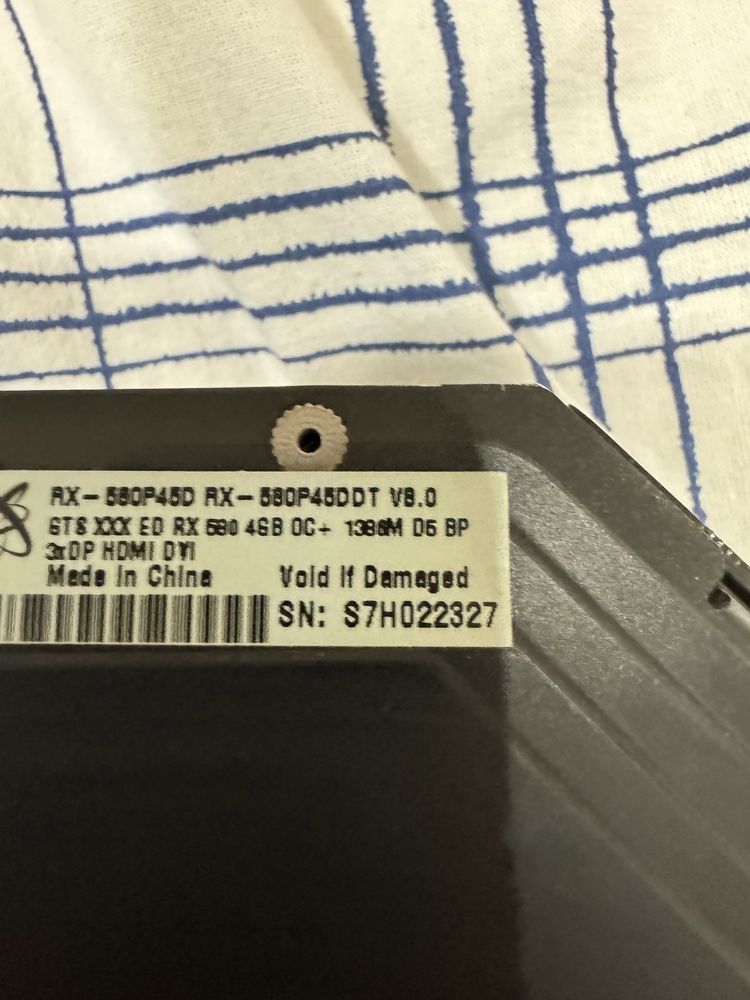 RX-580P45D RX-580P45DDT V8.0
GTS XXX ED RX 580 4GB OC+ 1386M D5 BP
3xDP HDMI DVI
Made in China Void If Damaged
SN: S7H022327